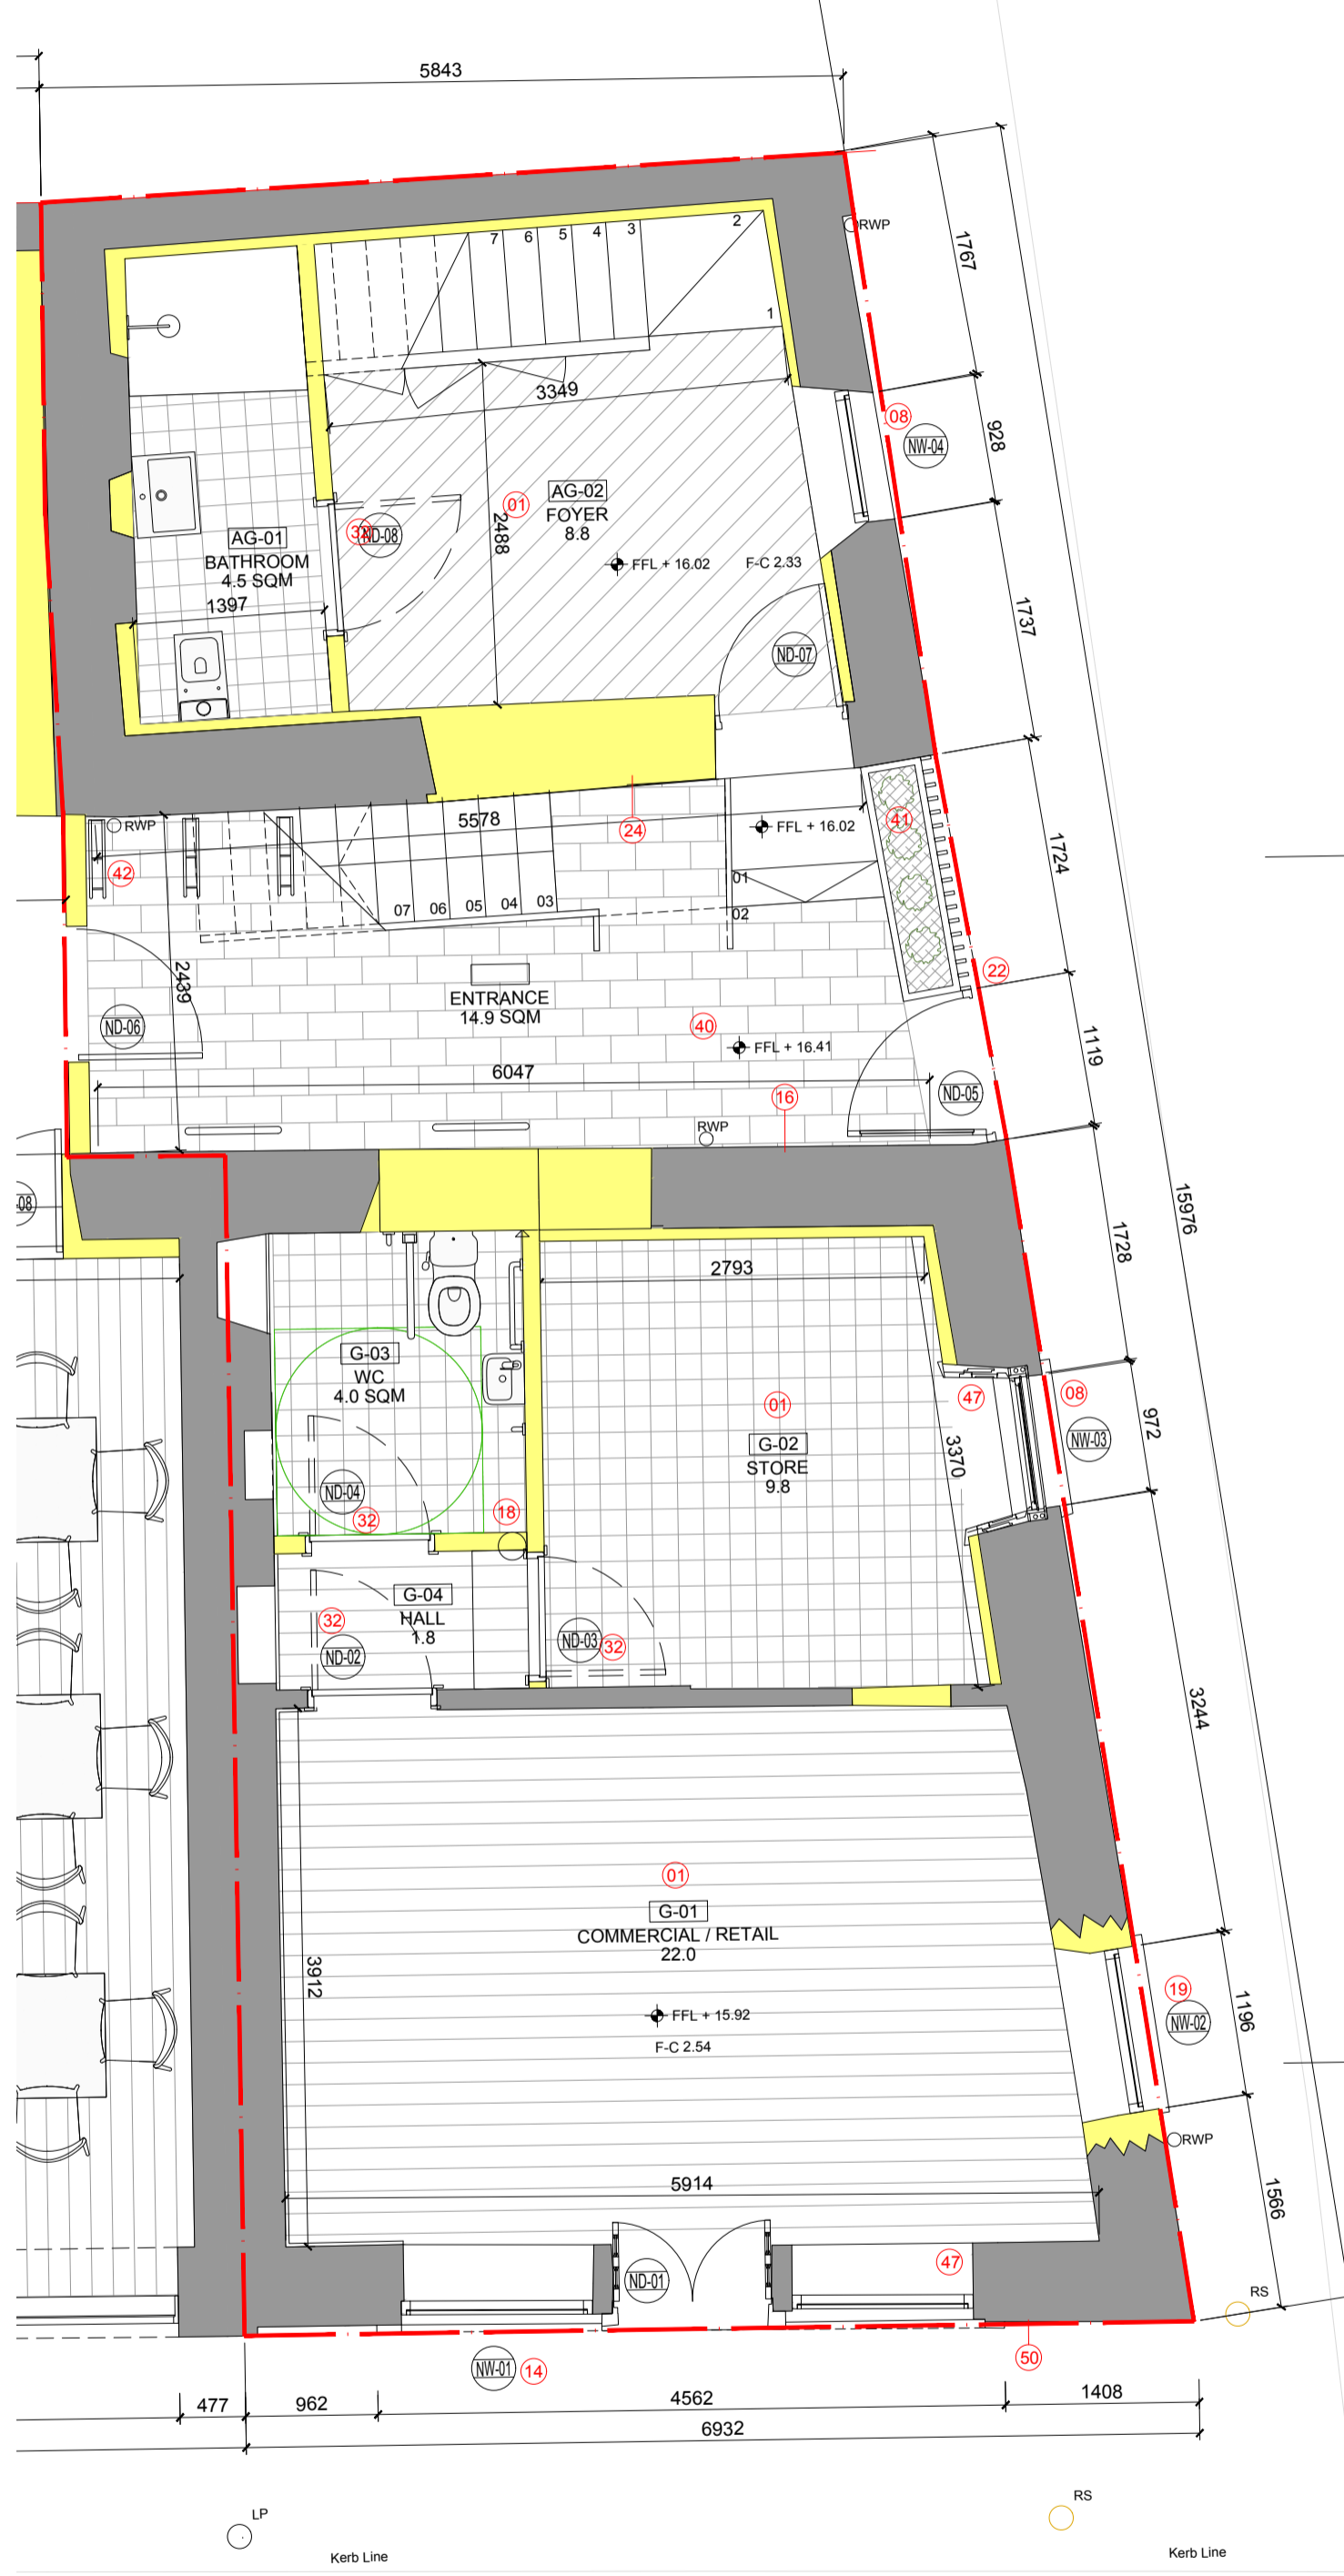 5843
RWP
1767
7
6
5
4
3
2
1
3349
08
NW-04
928
01
AG-02
FOYER
8.8
32
ND-08
2488
AG-01
BATHROOM
4.5 SQM
FFL + 16.02
F-C 2.33
1397
1737
ND-07
RWP
5578
24
FFL + 16.02
41
1724
42
01
02
07
06
05
04
03
2439
ENTRANCE
14.9 SQM
22
ND-06
40
FFL + 16.41
1119
6047
ND-05
16
RWP
-08
15976
1728
2793
G-03
WC
4.0 SQM
47
08
01
972
NW-03
G-02
STORE
9.8
3370
ND-04
32
18
G-04
HALL
1.8
32
ND-02
ND-03
32
3244
01
G-01
COMMERCIAL / RETAIL
22.0
3912
FFL + 15.92
F-C 2.54
19
NW-02
1196
RWP
5914
1566
47
ND-01
RS
NW-01
14
50
477
962
4562
1408
6932
RS
LP
Kerb Line
Kerb Line